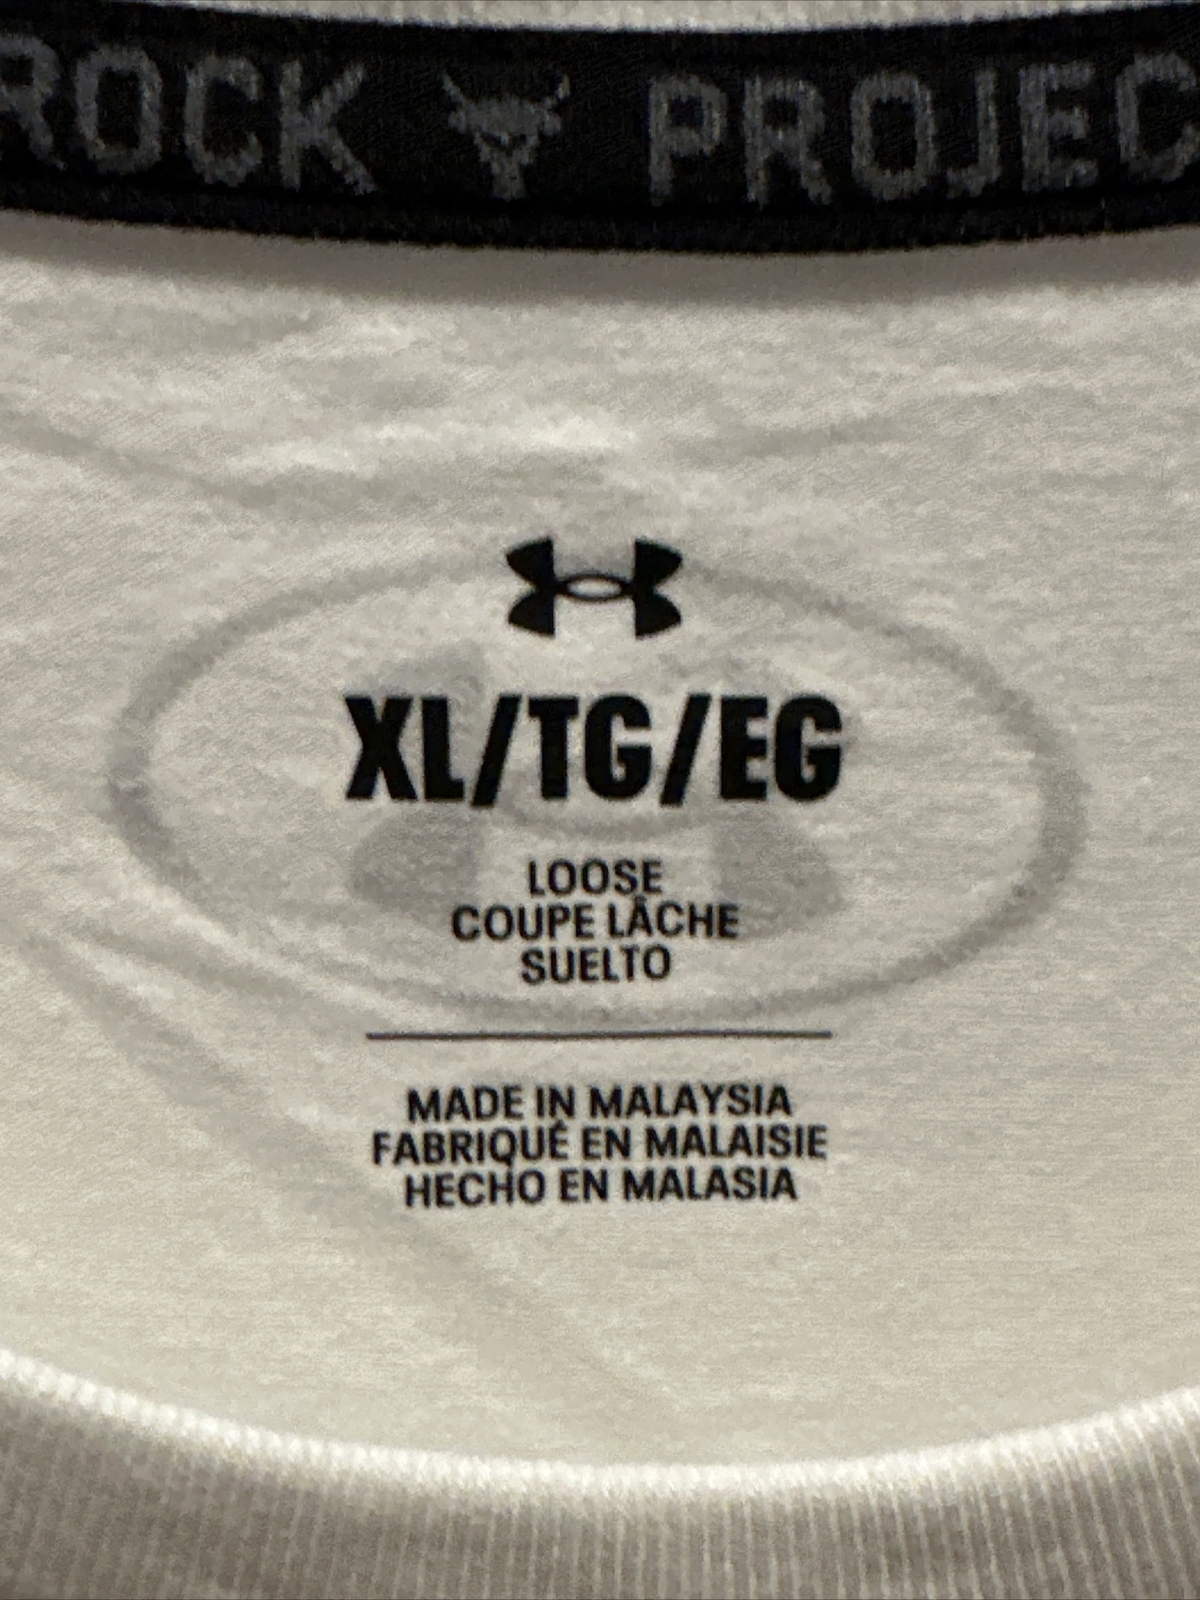 ROCK PROJEC
XL/TG/EG
LOOSE
COUPE LÂCHE
SUELTO
MADE IN MALAYSIA
FABRIQUÉ EN MALAISIE
HECHO EN MALASIA